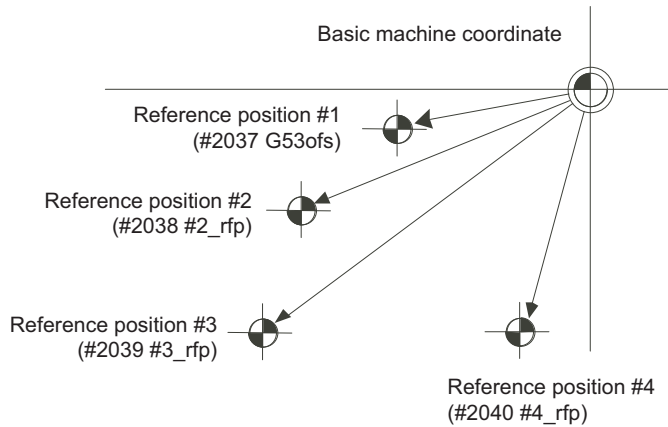 Basic machine coordinate
Reference position #1
(#2037 G53ofs)
Reference position #2
(#2038 #2_rfp)
Reference position #3
(#2039 #3_rfp)
Reference position #4
(#2040 #4_rfp)